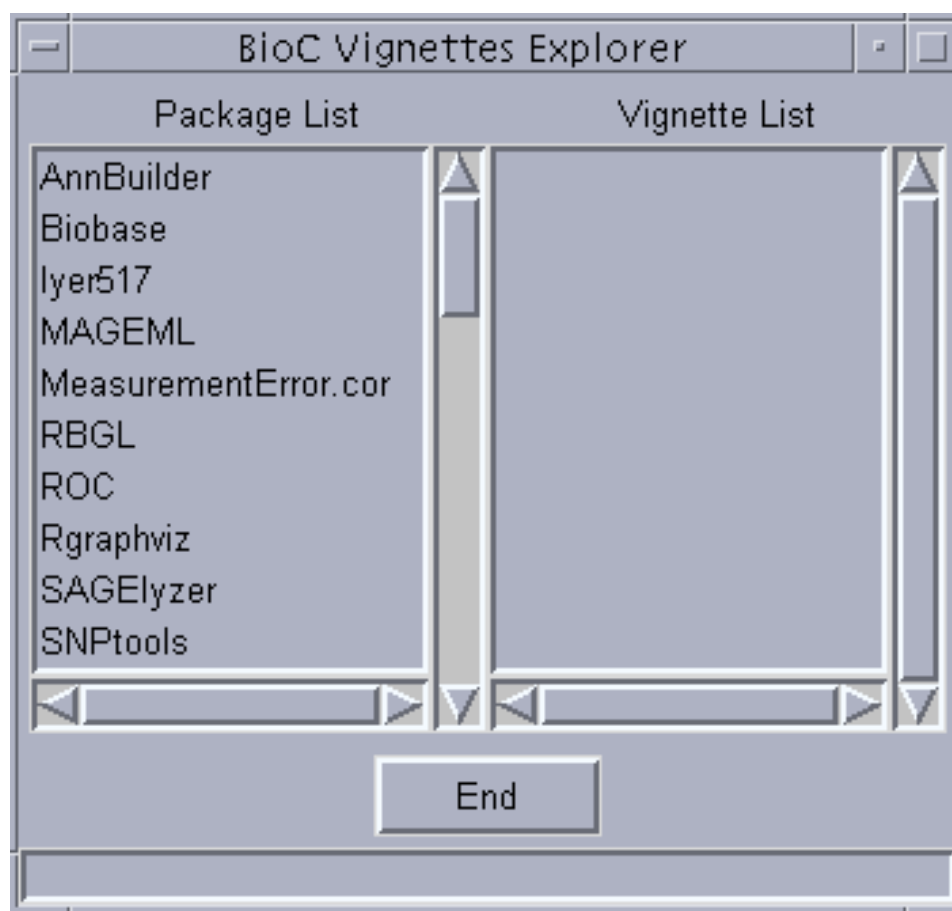 BioC Vignettes Explorer
Package List
Vignette List
AnnBuilder
Biobase
Iyer517
MAGEML
MeasurementError.cor
RBGL
ROC
Rgraphviz
SAGElyzer
SNPtools
End